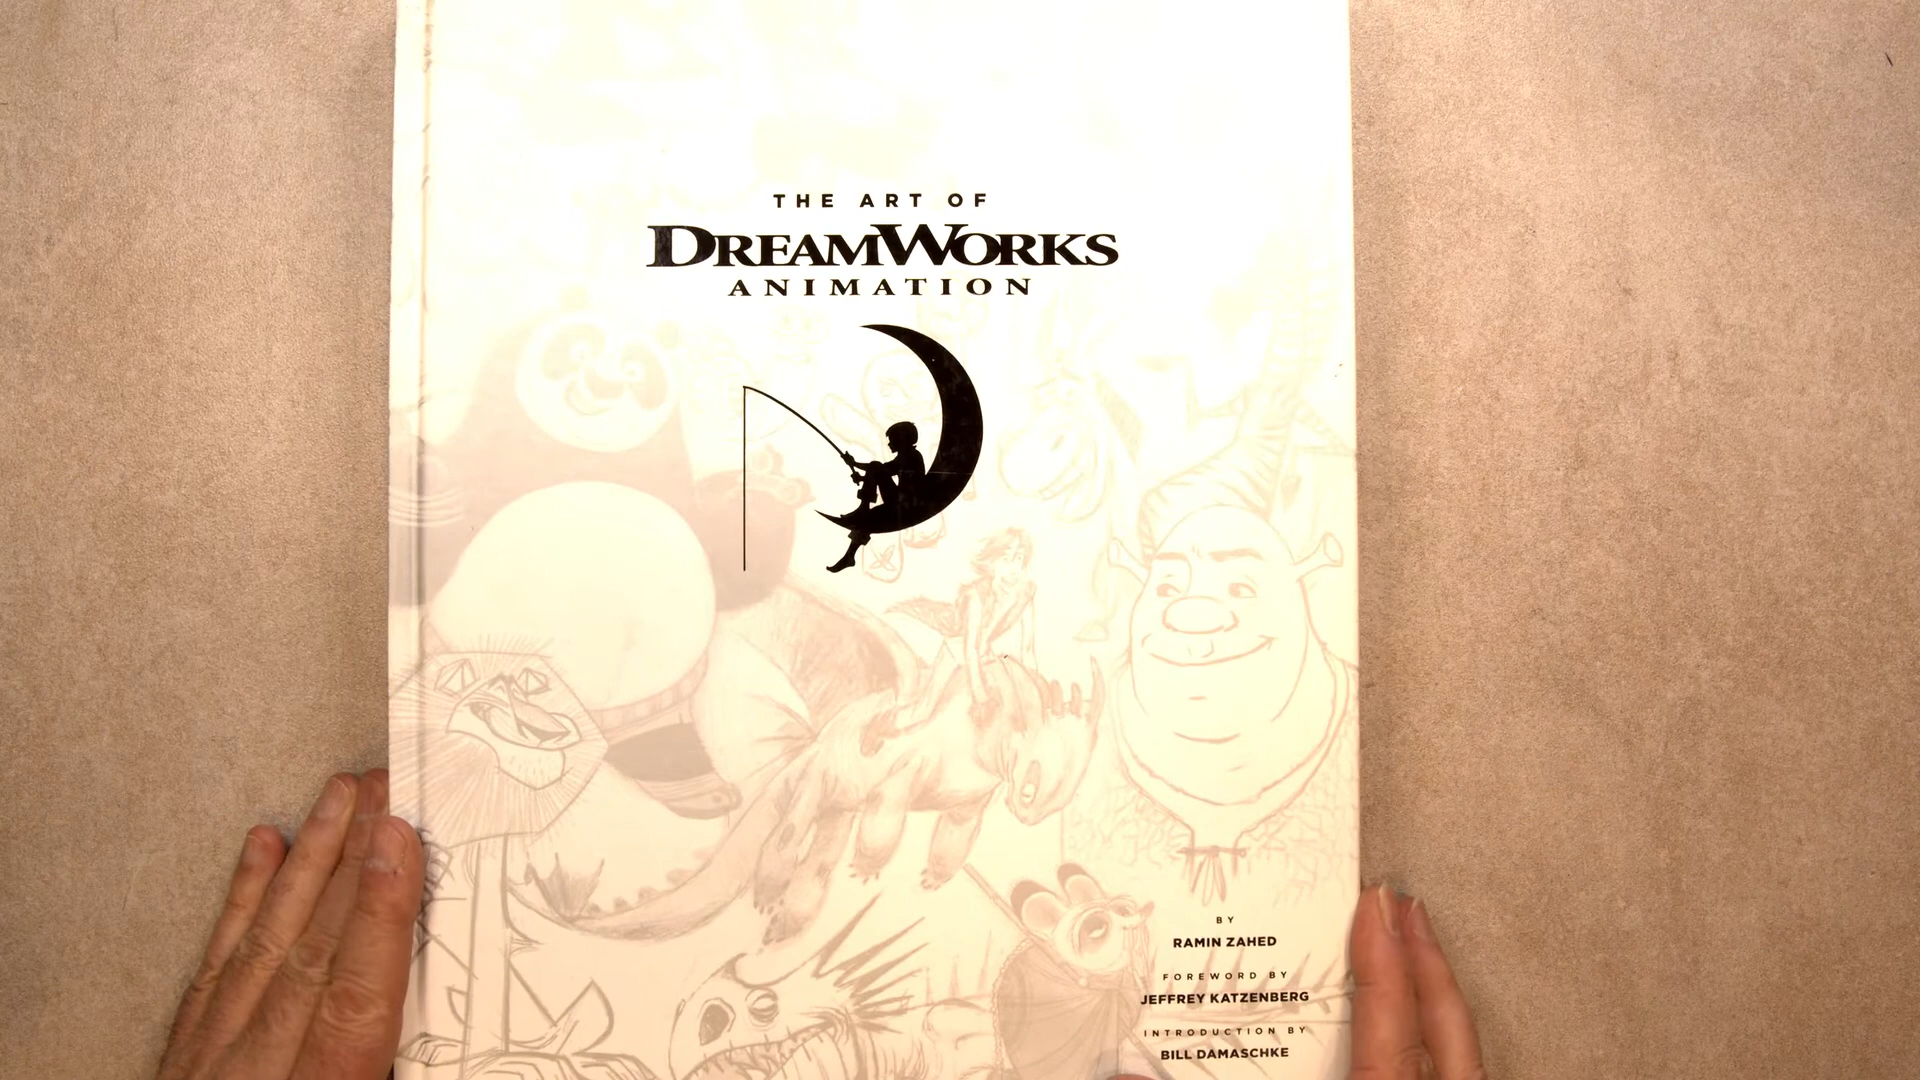 THE ART OF
DREAMWORKS
ANIMATION
BY
RAMIN ZAHED
FOREWORD BY
JEFFREY KATZENBERG
INTRODUCTION BY
BILL DAMASCHKE